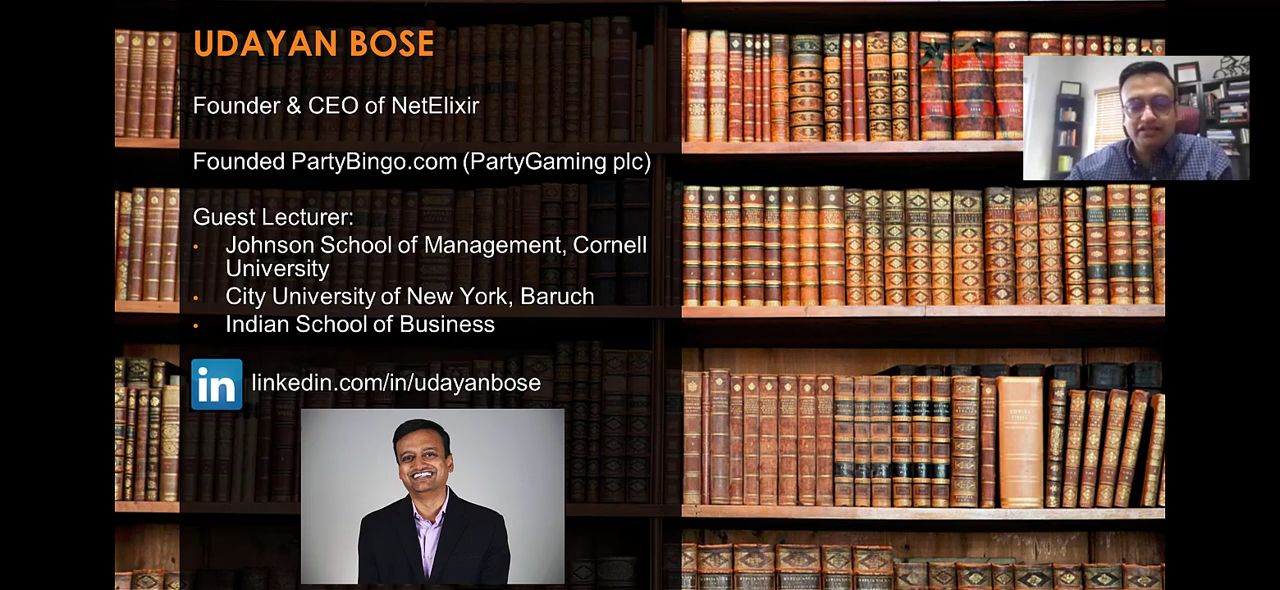 UDAYAN BOSE
Founder & CEO of NetElixir
Founded PartyBingo.com (PartyGaming plc)
Guest Lecturer:
• Johnson School of Management, Cornell
University
• City University of New York, Baruch
• Indian School of Business
in linkedin.com/in/udayanbose